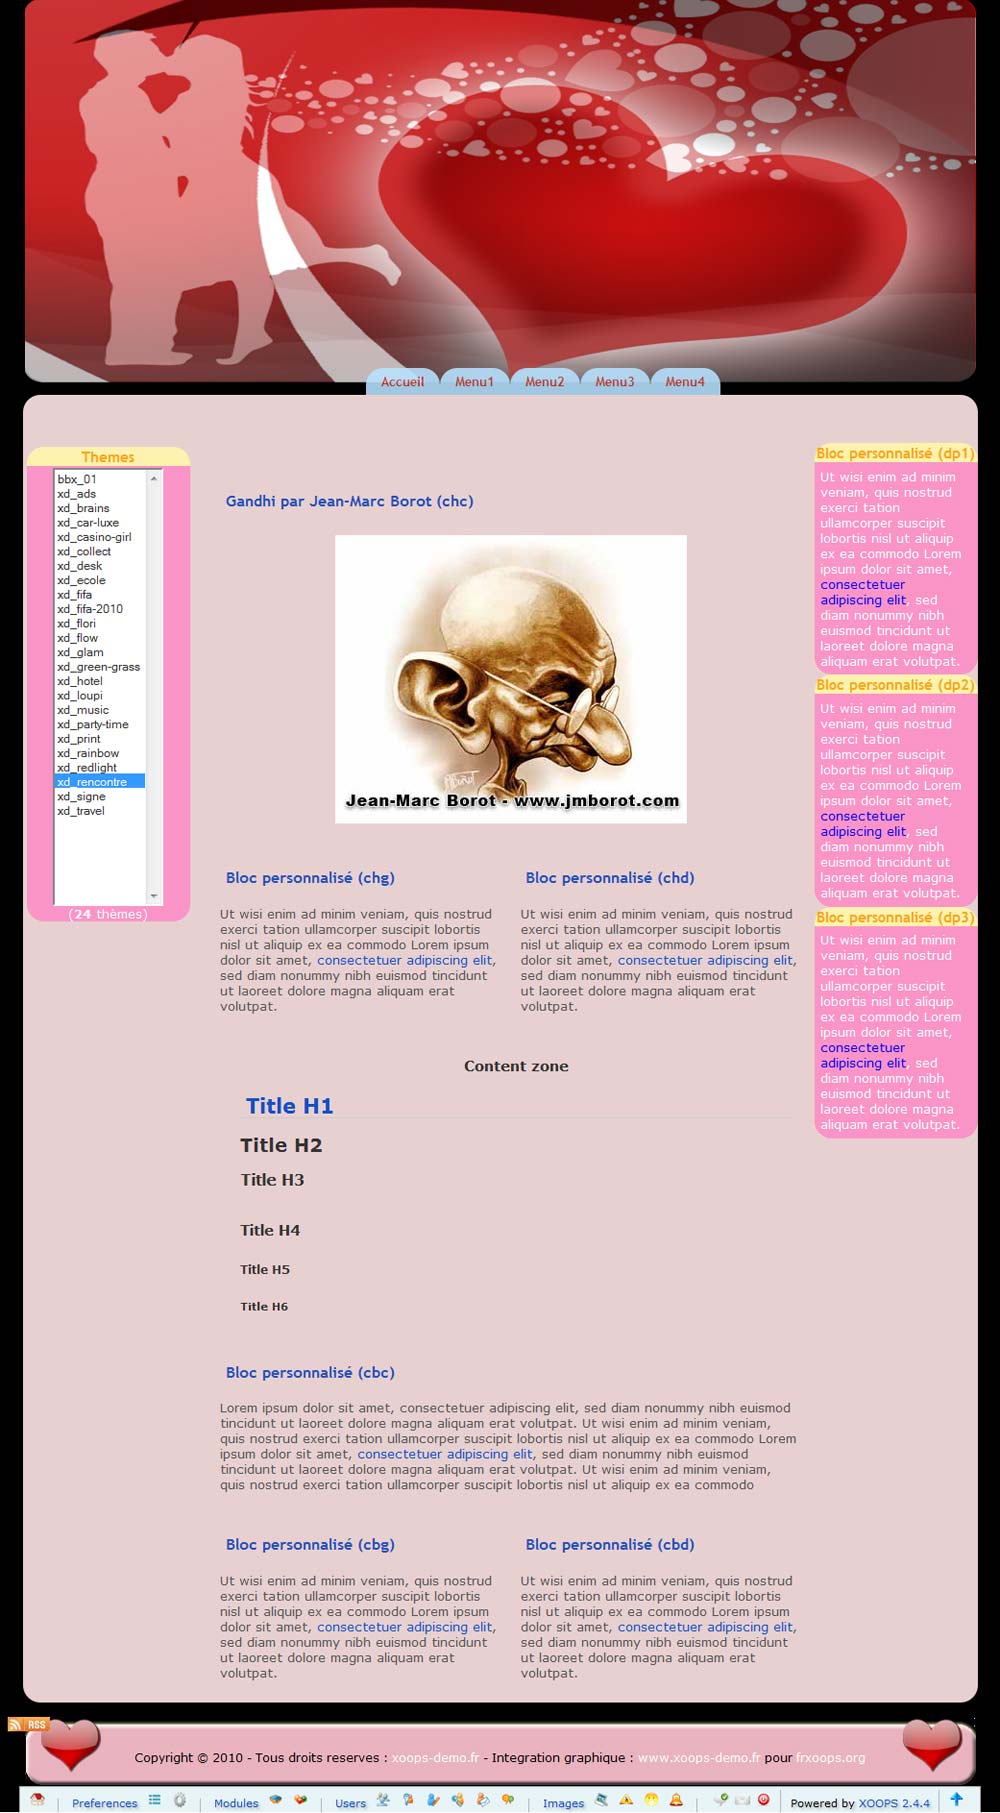 Accueil Menu1 Menu2 Menu3 Menu4
Themes
bbx_01
xd_ads
xd_brains
xd_car-luxe
xd_casino-girl
xd_collect
xd_desk
xd_ecole
xd_fifa
xd_fifa-2010
xd_flori
xd_flow
xd_glam
xd_green-grass
xd_hotel
xd_loupi
xd_music
xd_party-time
xd_print
xd_rainbow
xd_redlight
xd_rencontre
xd_signe
xd_travel
(24 thèmes)
Gandhi par Jean-Marc Borot (chc)
Jean-Marc Borot - www.jmborot.com
Bloc personnalisé (chg)
Ut wisi enim ad minim veniam, quis nostrud
exerci tation ullamcorper suscipit lobortis
nisl ut aliquip ex ea commodo Lorem ipsum
dolor sit amet, consectetuer adipiscing elit,
sed diam nonummy nibh euismod tincidunt
ut laoreet dolore magna aliquam erat
volutpat.
Bloc personnalisé (chd)
Ut wisi enim ad minim veniam, quis nostrud
exerci tation ullamcorper suscipit lobortis
nisl ut aliquip ex ea commodo Lorem ipsum
dolor sit amet, consectetuer adipiscing elit,
sed diam nonummy nibh euismod tincidunt
ut laoreet dolore magna aliquam erat
volutpat.
Content zone
Title H1
Title H2
Title H3
Title H4
Title H5
Title H6
Bloc personnalisé (cbc)
Lorem ipsum dolor sit amet, consectetuer adipiscing elit, sed diam nonummy nibh euismod
tincidunt ut laoreet dolore magna aliquam erat volutpat. Ut wisi enim ad minim veniam,
quis nostrud exerci tation ullamcorper suscipit lobortis nisl ut aliquip ex ea commodo Lorem
ipsum dolor sit amet, consectetuer adipiscing elit, sed diam nonummy nibh euismod
tincidunt ut laoreet dolore magna aliquam erat volutpat. Ut wisi enim ad minim veniam,
quis nostrud exerci tation ullamcorper suscipit lobortis nisl ut aliquip ex ea commodo
Bloc personnalisé (cbg)
Ut wisi enim ad minim veniam, quis nostrud
exerci tation ullamcorper suscipit lobortis
nisl ut aliquip ex ea commodo Lorem ipsum
dolor sit amet, consectetuer adipiscing elit,
sed diam nonummy nibh euismod tincidunt
ut laoreet dolore magna aliquam erat
volutpat.
Bloc personnalisé (cbd)
Ut wisi enim ad minim veniam, quis nostrud
exerci tation ullamcorper suscipit lobortis
nisl ut aliquip ex ea commodo Lorem ipsum
dolor sit amet, consectetuer adipiscing elit,
sed diam nonummy nibh euismod tincidunt
ut laoreet dolore magna aliquam erat
volutpat.
Bloc personnalisé (dp1)
Ut wisi enim ad minim
veniam, quis nostrud
exerci tation
ullamcorper suscipit
lobortis nisl ut aliquip
ex ea commodo Lorem
ipsum dolor sit amet,
consectetuer
adipiscing elit, sed
diam nonummy nibh
euismod tincidunt ut
laoreet dolore magna
aliquam erat volutpat.
Bloc personnalisé (dp2)
Ut wisi enim ad minim
veniam, quis nostrud
exerci tation
ullamcorper suscipit
lobortis nisl ut aliquip
ex ea commodo Lorem
ipsum dolor sit amet,
consectetuer
adipiscing elit, sed
diam nonummy nibh
euismod tincidunt ut
laoreet dolore magna
aliquam erat volutpat.
Bloc personnalisé (dp3)
Ut wisi enim ad minim
veniam, quis nostrud
exerci tation
ullamcorper suscipit
lobortis nisl ut aliquip
ex ea commodo Lorem
ipsum dolor sit amet,
consectetuer
adipiscing elit, sed
diam nonummy nibh
euismod tincidunt ut
laoreet dolore magna
aliquam erat volutpat.
RSS
Copyright © 2010 - Tous droits reserves : xoops-demo.fr - Integration graphique : www.xoops-demo.fr pour frxoops.org
Preferences Modules Users Images Powered by XOOPS 2.4.4